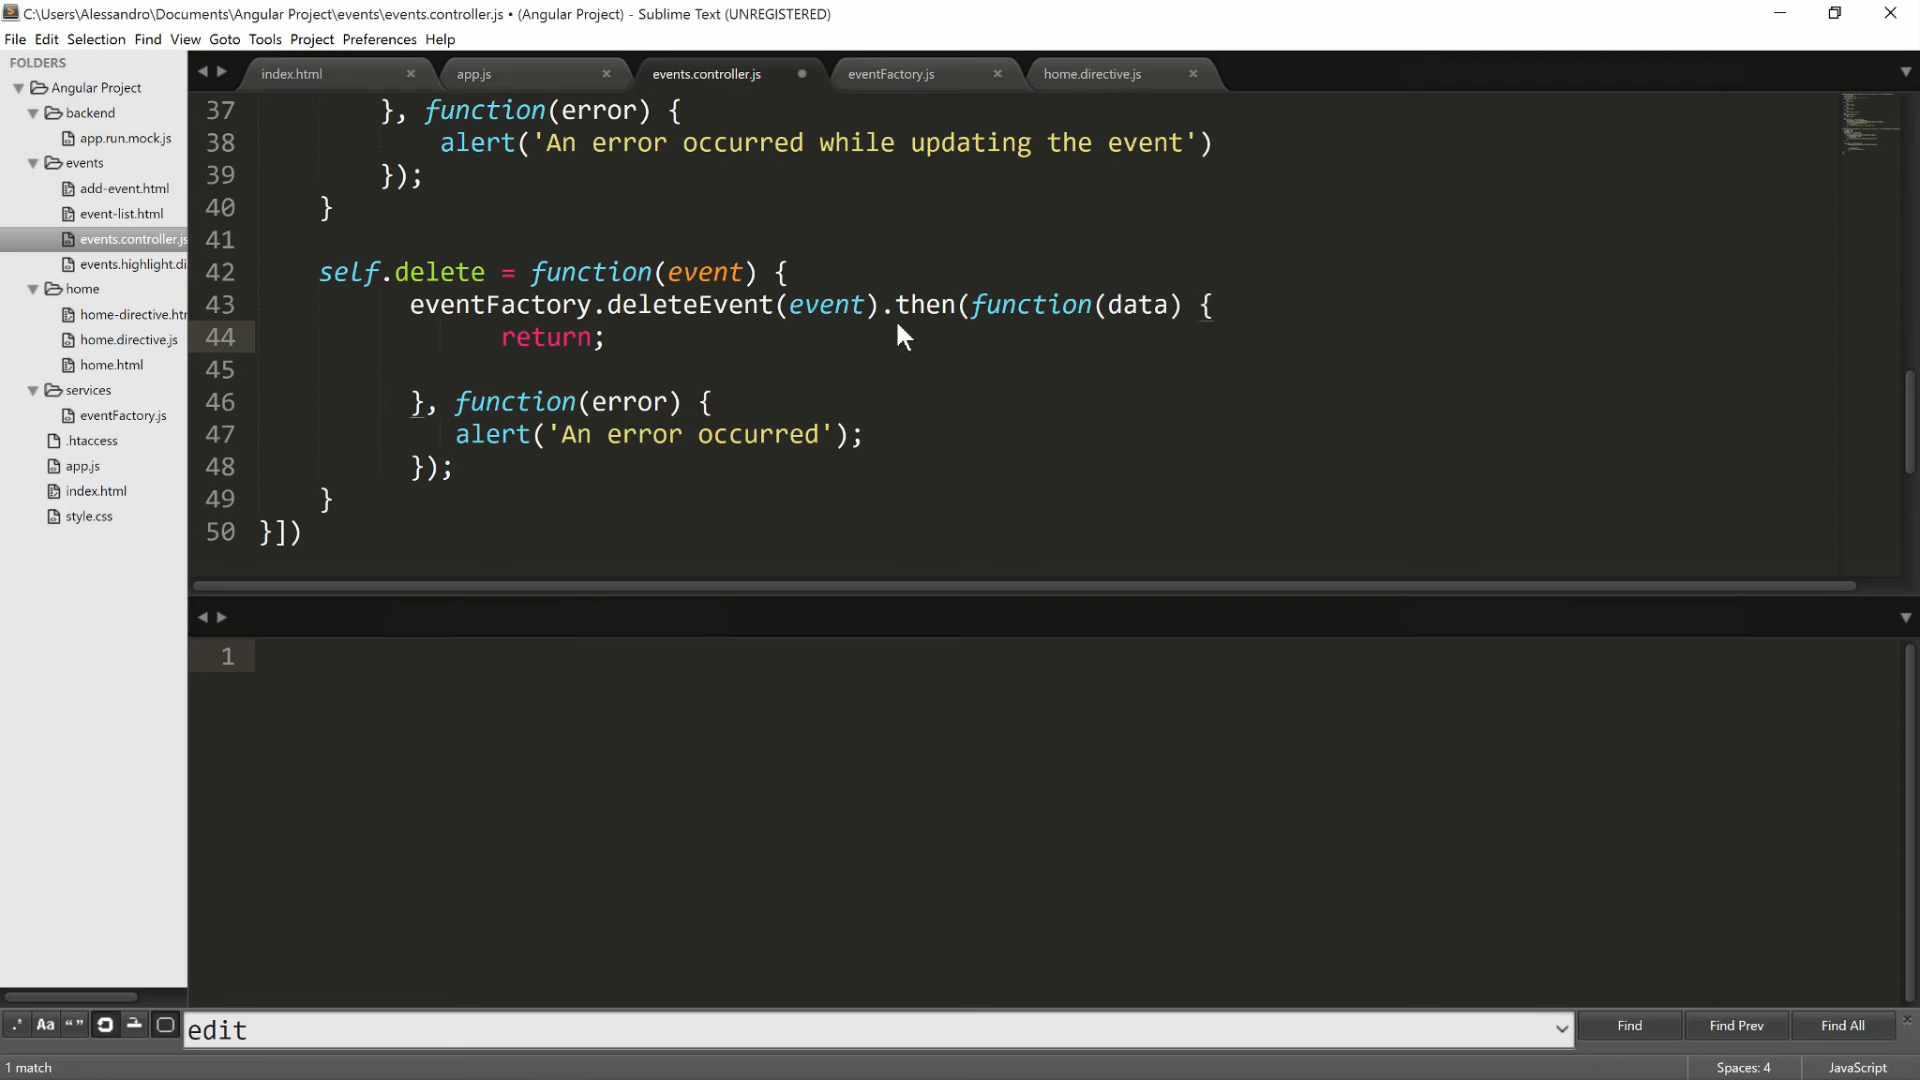 C:\Users\Alessandro\Documents\Angular Project\events\events.controller.js • (Angular Project) - Sublime Text (UNREGISTERED)
File Edit Selection Find View Goto Tools Project Preferences Help
FOLDERS
Angular Project
backend
app.run.mock.js
events
add-event.html
event-list.html
events.controller.js
events.highlight.di
home
home-directive.htm
home.directive.js
home.html
services
eventFactory.js
.htaccess
app.js
index.html
style.css
index.html app.js events.controller.js eventFactory.js home.directive.js
37 }, function(error) {
38 alert('An error occurred while updating the event')
39 });
40 }
41
42 self.delete = function(event) {
43 eventFactory.deleteEvent(event).then(function(data) {
44 return;
45
46 }, function(error) {
47 alert('An error occurred');
48 });
49 }
50 }])
1
.* Aa “” edit Find Find Prev Find All
1 match Spaces: 4 JavaScript